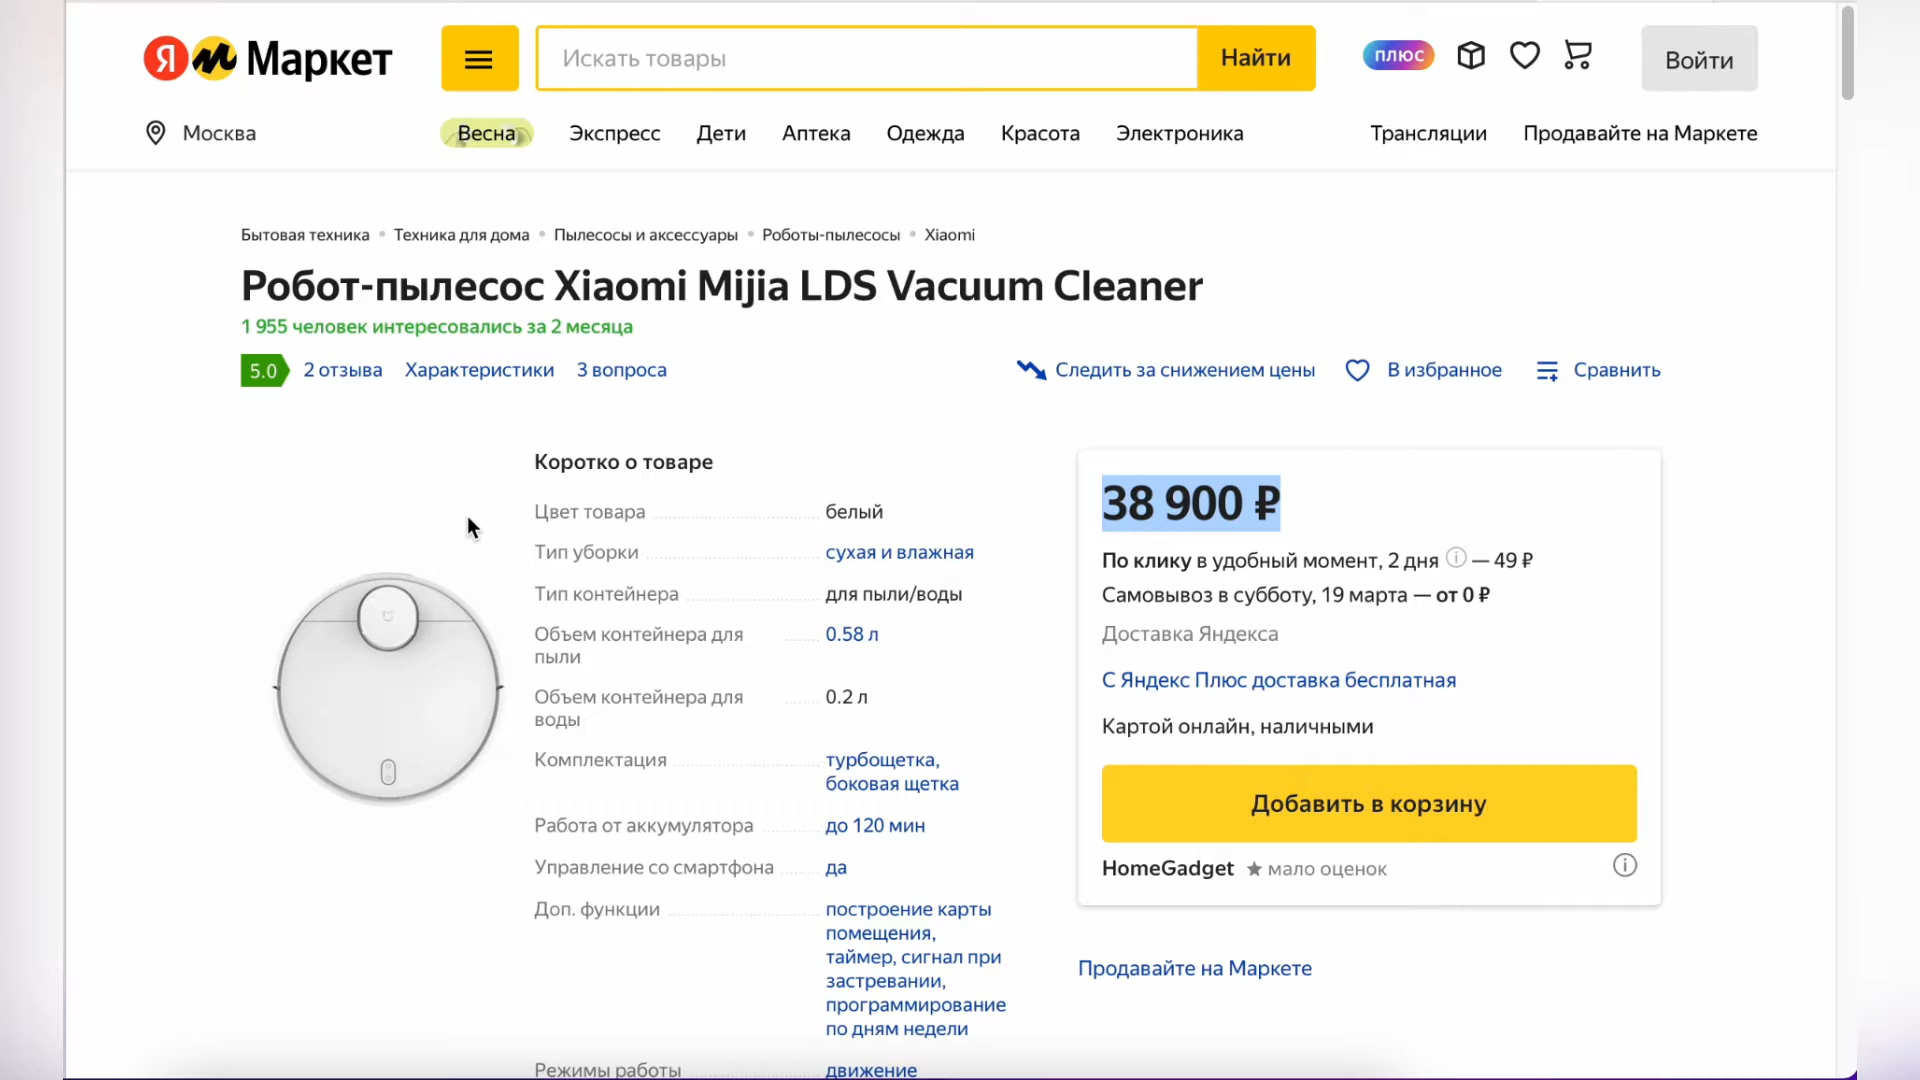 Я Маркет
Искать товары
Найти
плюс
Войти
Москва
Весна
Экспресс
Дети
Аптека
Одежда
Красота
Электроника
Трансляции
Продавайте на Маркете
Бытовая техника • Техника для дома • Пылесосы и аксессуары • Роботы-пылесосы • Xiaomi
Робот-пылесос Xiaomi Mijia LDS Vacuum Cleaner
1 955 человек интересовались за 2 месяца
5.0 2 отзыва Характеристики 3 вопроса
Следить за снижением цены
В избранное
Сравнить
Коротко о товаре
Цвет товара белый
Тип уборки сухая и влажная
Тип контейнера для пыли/воды
Объем контейнера для 0.58 л
пыли
Объем контейнера для 0.2 л
воды
Комплектация турбощетка,
боковая щетка
Работа от аккумулятора до 120 мин
Управление со смартфона да
Доп. функции построение карты
помещения,
таймер, сигнал при
застревании,
программирование
по дням недели
Режимы работы движение
38 900 ₽
По клику в удобный момент, 2 дня — 49 ₽
Самовывоз в субботу, 19 марта — от 0 ₽
Доставка Яндекса
С Яндекс Плюс доставка бесплатная
Картой онлайн, наличными
Добавить в корзину
HomeGadget ★ мало оценок
Продавайте на Маркете